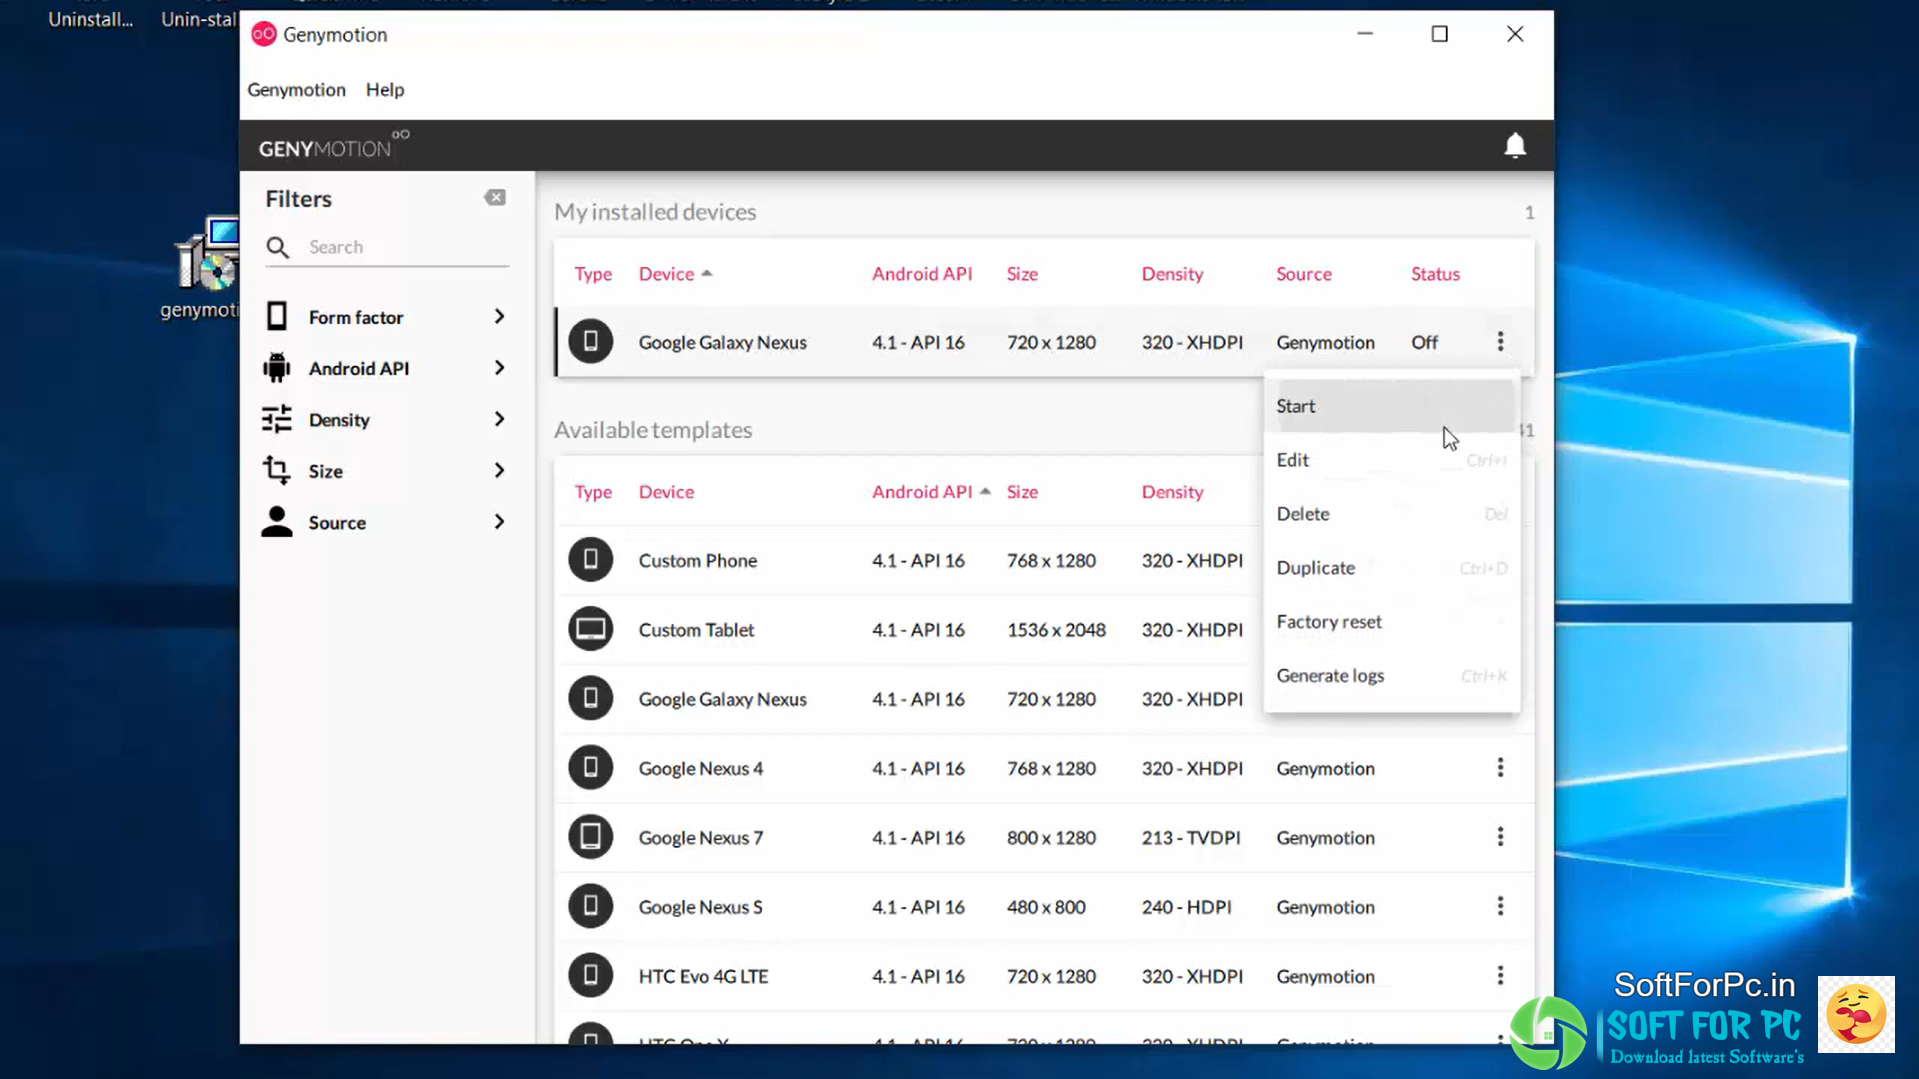 Uninstall... Unin-stal
Genymotion
Genymotion Help
GENYMOTION
Filters
Search
Form factor
Android API
Density
Size
Source
genymoti
My installed devices 1
Type Device Android API Size Density Source Status
Google Galaxy Nexus 4.1 - API 16 720 x 1280 320 - XHDPI Genymotion Off
Start
Edit Ctrl+I
Delete Del
Duplicate Ctrl+D
Factory reset
Generate logs Ctrl+K
Available templates 41
Type Device Android API Size Density
Custom Phone 4.1 - API 16 768 x 1280 320 - XHDPI
Custom Tablet 4.1 - API 16 1536 x 2048 320 - XHDPI
Google Galaxy Nexus 4.1 - API 16 720 x 1280 320 - XHDPI
Google Nexus 4 4.1 - API 16 768 x 1280 320 - XHDPI Genymotion
Google Nexus 7 4.1 - API 16 800 x 1280 213 - TVDPI Genymotion
Google Nexus S 4.1 - API 16 480 x 800 240 - HDPI Genymotion
HTC Evo 4G LTE 4.1 - API 16 720 x 1280 320 - XHDPI Genymotion
SoftForPc.in
SOFT FOR PC
Download latest Software's